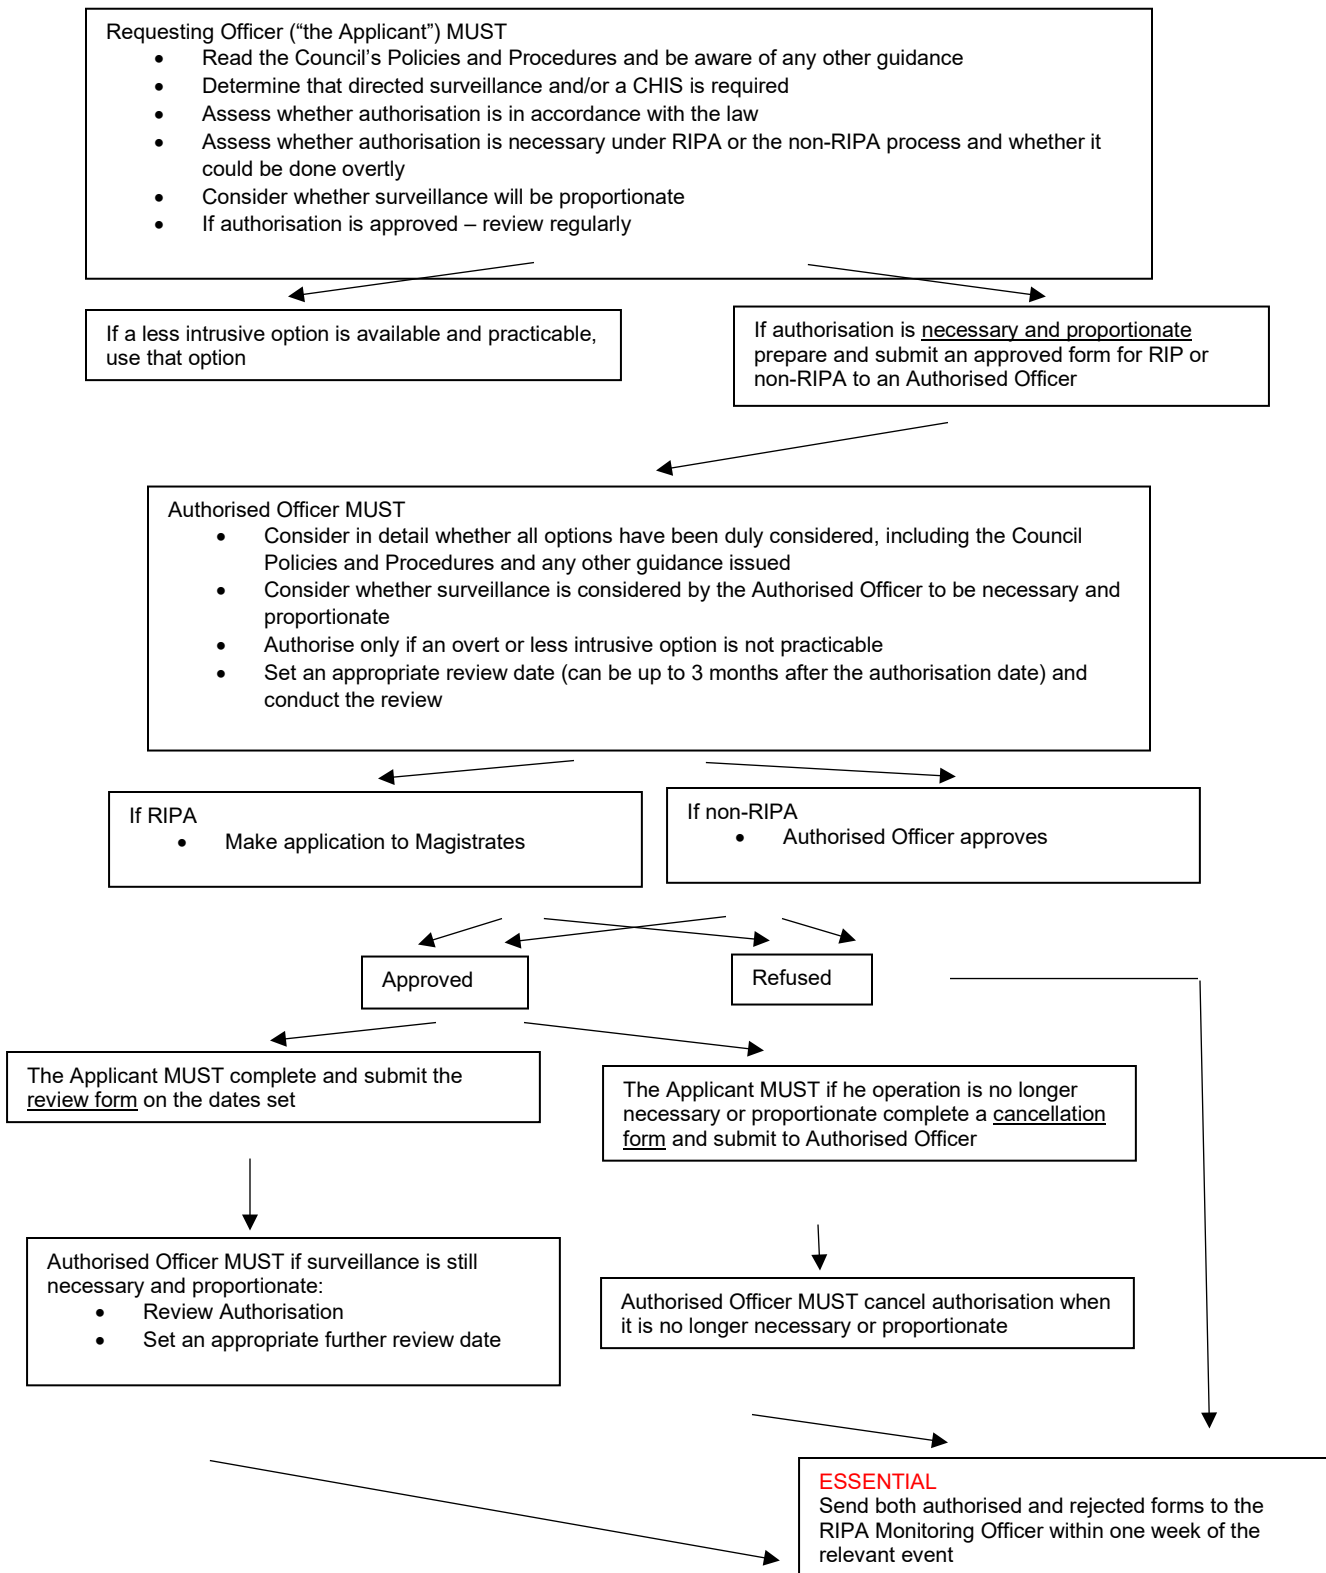 Requesting Officer (“the Applicant”) MUST
• Read the Council’s Policies and Procedures and be aware of any other guidance
• Determine that directed surveillance and/or a CHIS is required
• Assess whether authorisation is in accordance with the law
• Assess whether authorisation is necessary under RIPA or the non-RIPA process and whether it
could be done overtly
• Consider whether surveillance will be proportionate
• If authorisation is approved – review regularly
If a less intrusive option is available and practicable,
use that option
If authorisation is necessary and proportionate
prepare and submit an approved form for RIP or
non-RIPA to an Authorised Officer
Authorised Officer MUST
• Consider in detail whether all options have been duly considered, including the Council
Policies and Procedures and any other guidance issued
• Consider whether surveillance is considered by the Authorised Officer to be necessary and
proportionate
• Authorise only if an overt or less intrusive option is not practicable
• Set an appropriate review date (can be up to 3 months after the authorisation date) and
conduct the review
If RIPA
• Make application to Magistrates
If non-RIPA
• Authorised Officer approves
Approved
Refused
The Applicant MUST complete and submit the
review form on the dates set
The Applicant MUST if he operation is no longer
necessary or proportionate complete a cancellation
form and submit to Authorised Officer
Authorised Officer MUST if surveillance is still
necessary and proportionate:
• Review Authorisation
• Set an appropriate further review date
Authorised Officer MUST cancel authorisation when
it is no longer necessary or proportionate
ESSENTIAL
Send both authorised and rejected forms to the
RIPA Monitoring Officer within one week of the
relevant event